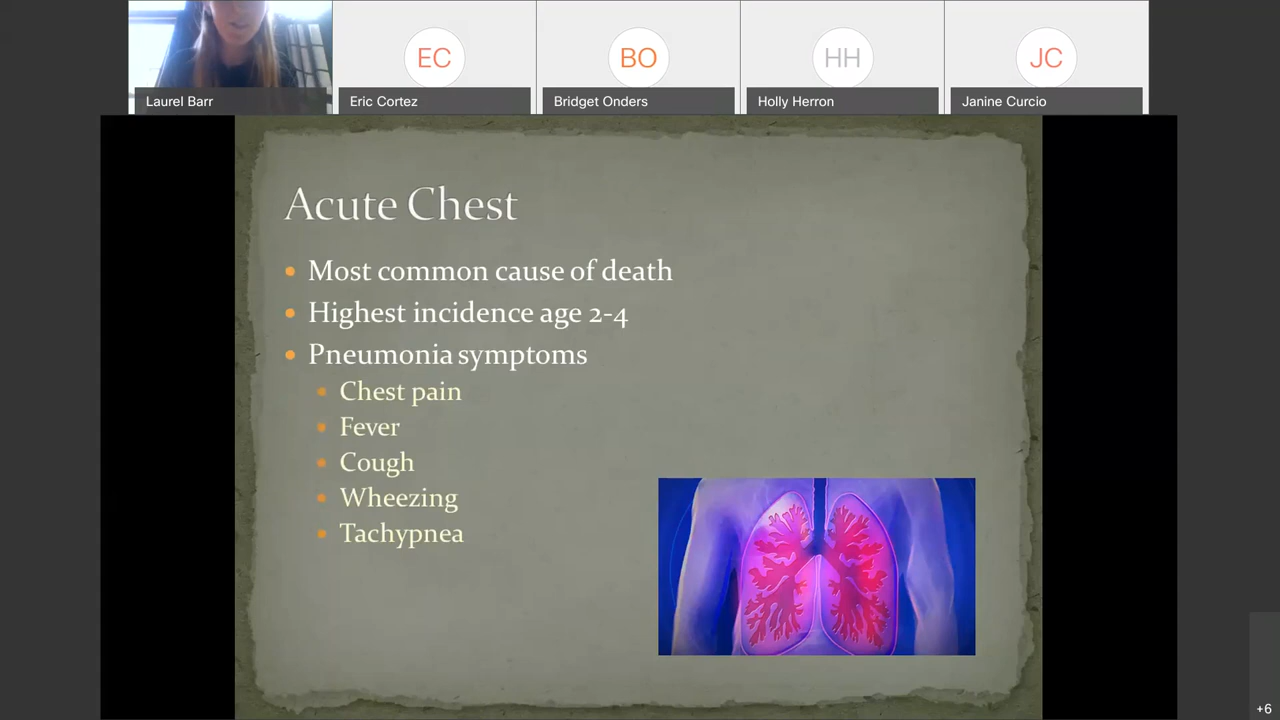 EC
BO
HH
JC
Laurel Barr
Eric Cortez
Bridget Onders
Holly Herron
Janine Curcio
Acute Chest
Most common cause of death
Highest incidence age 2-4
Pneumonia symptoms
Chest pain
Fever
Cough
Wheezing
Tachypnea
+6